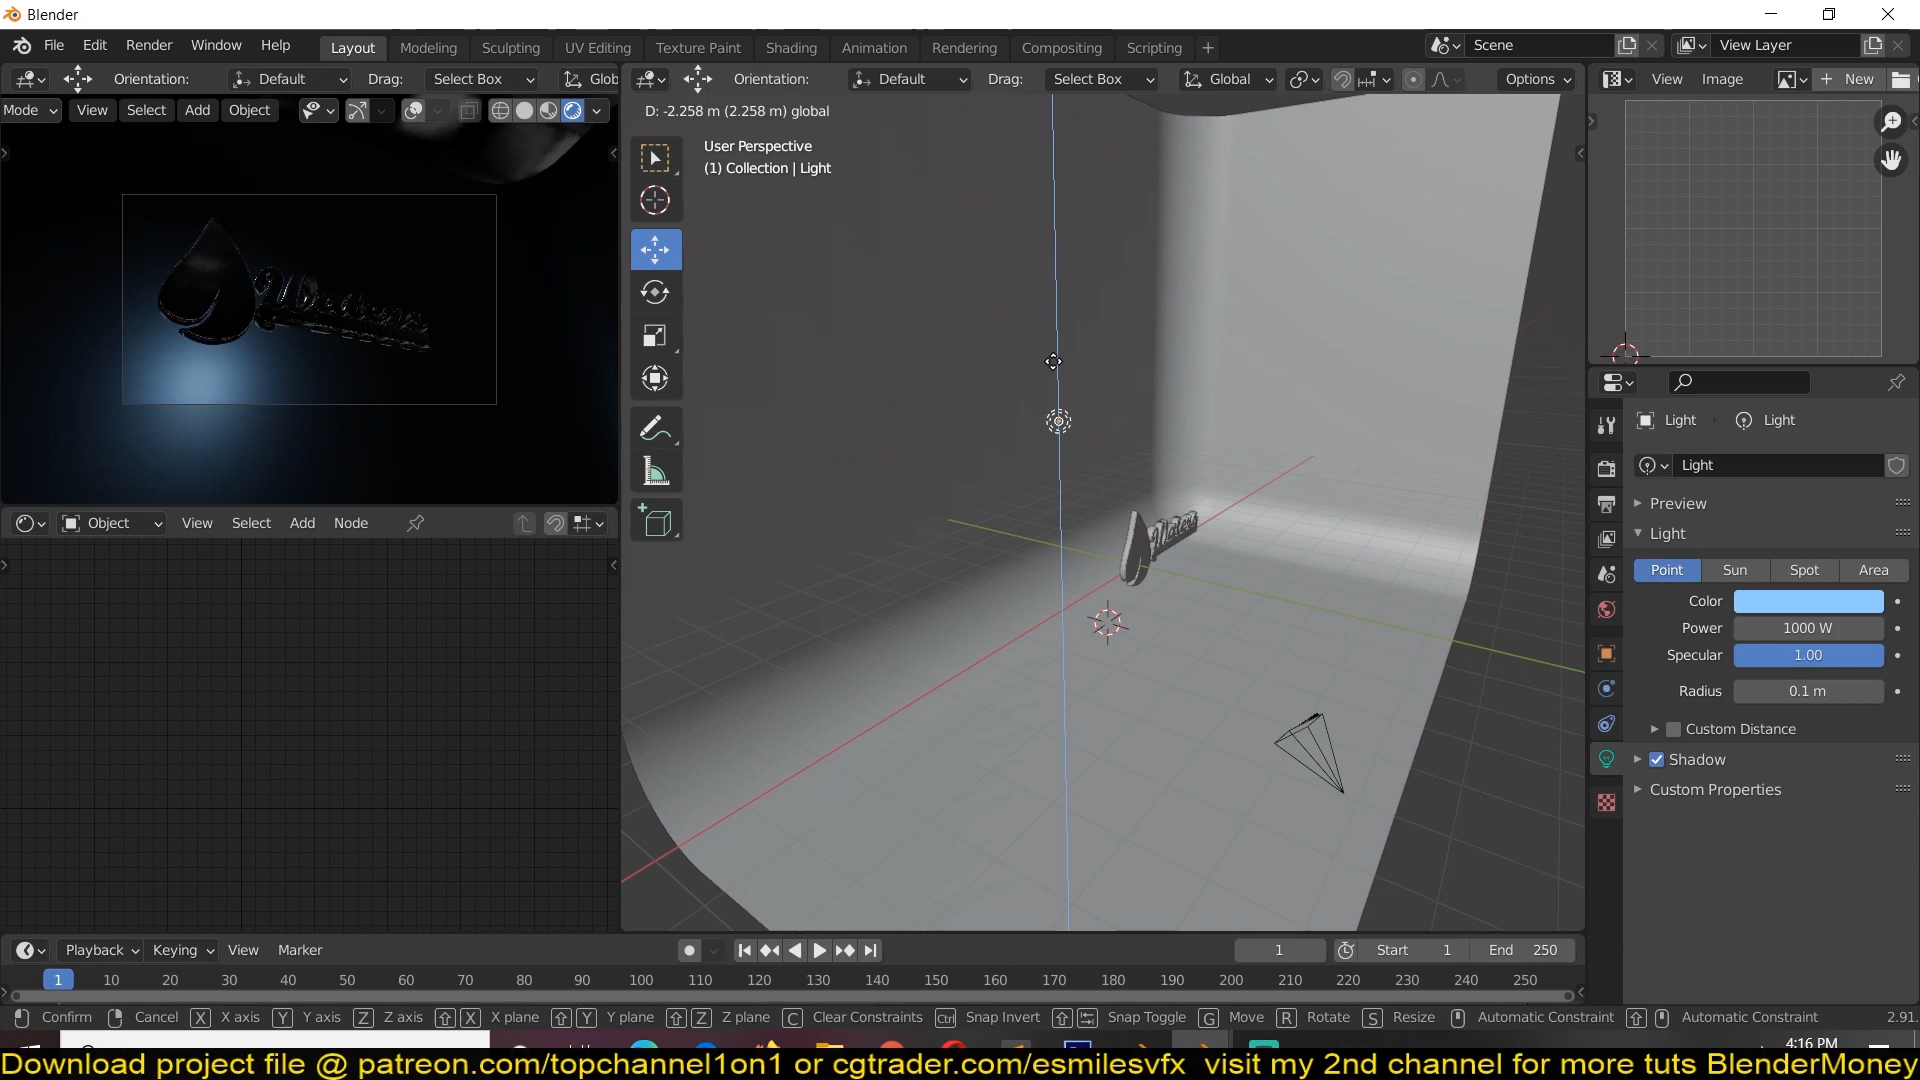 Blender
File Edit Render Window Help Layout Modeling Sculpting UV Editing Texture Paint Shading Animation Rendering Compositing Scripting + Scene View Layer
Orientation: Default Drag: Select Box Glob
Orientation: Default Drag: Select Box Global Options View Image + New
Mode View Select Add Object
D: -2.258 m (2.258 m) global
User Perspective
(1) Collection | Light
Light Light
Light
Preview
Light
Point Sun Spot Area
Color
Power 1000 W
Specular 1.00
Radius 0.1 m
Custom Distance
Shadow
Custom Properties
Object View Select Add Node
Playback Keying View Marker 1 Start 1 End 250
1 10 20 30 40 50 60 70 80 90 100 110 120 130 140 150 160 170 180 190 200 210 220 230 240 250
Confirm Cancel X X axis Y Y axis Z Z axis X X plane Y Y plane Z Z plane C Clear Constraints Ctrl Snap Invert Snap Toggle G Move R Rotate S Resize Automatic Constraint Automatic Constraint 2.91.
4:16 PM
Download project file @ patreon.com/topchannel1on1 or cgtrader.com/esmilesvfx visit my 2nd channel for more tuts BlenderMoney